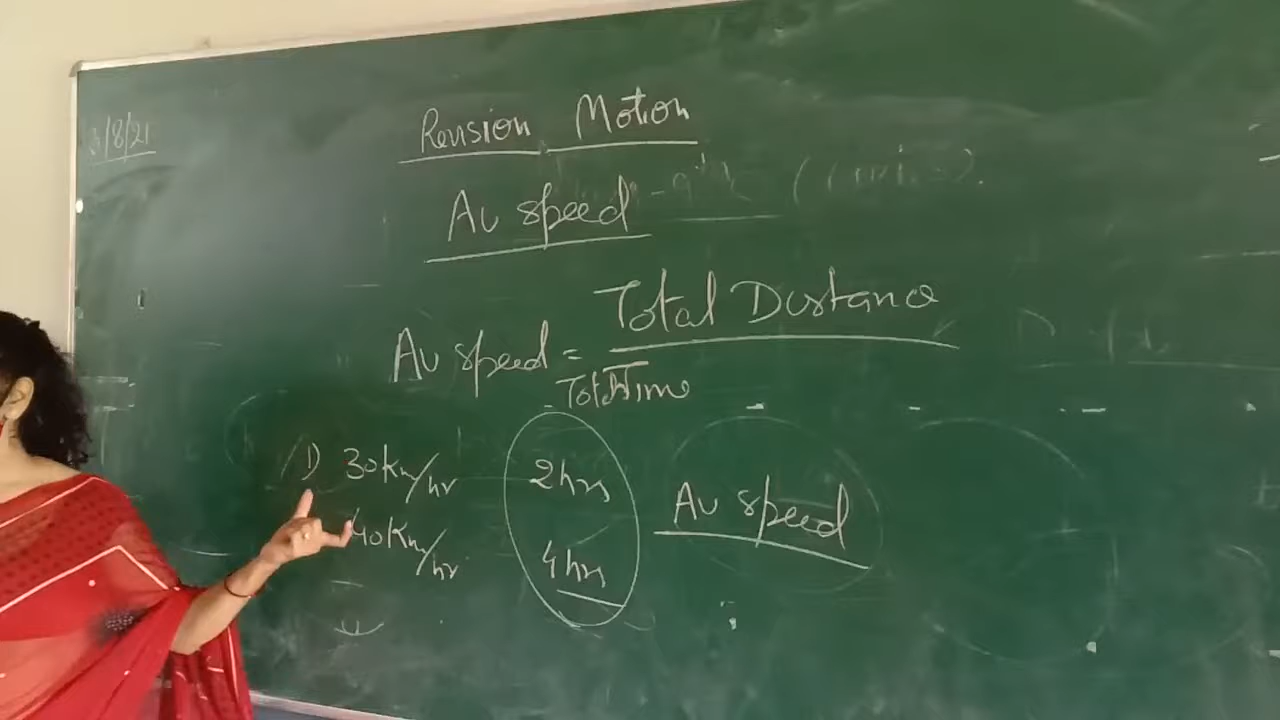 /8/21
Revision Motion
Av speed
Total Distance
Av speed =
Total Time
1) 30Km/hr 2hrs
Av speed
40Km/hr 4hrs